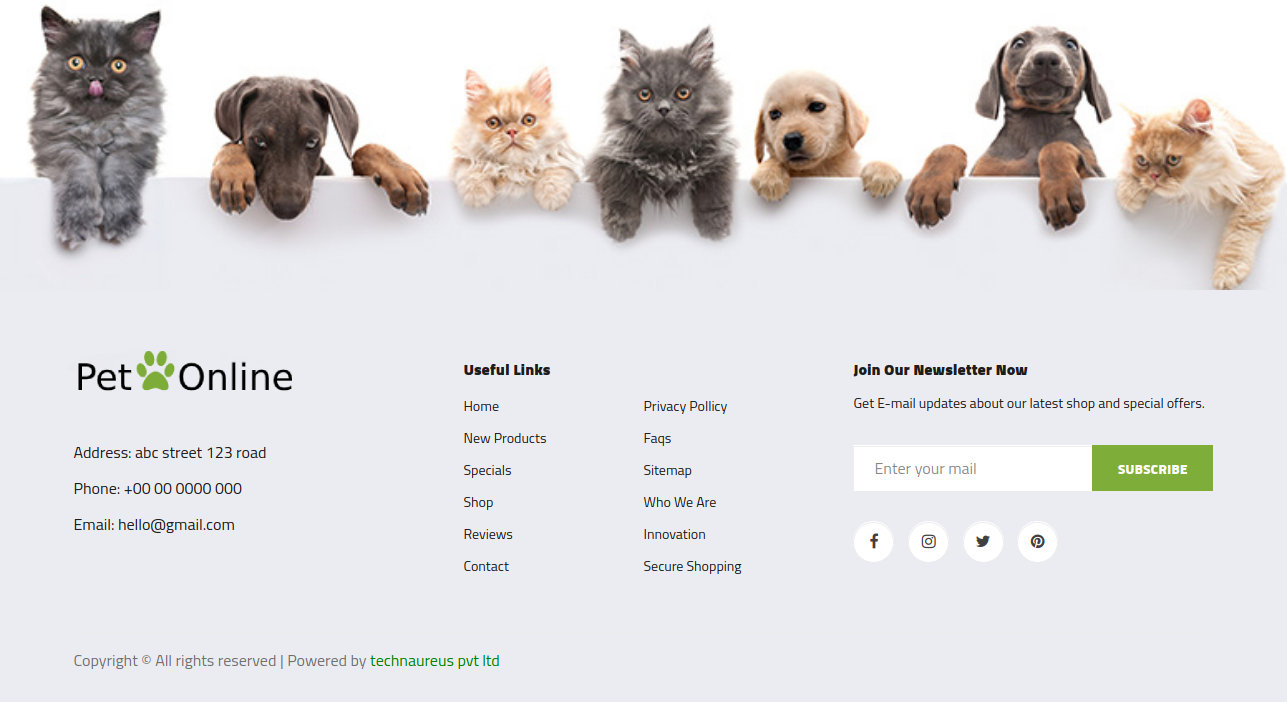 Pet Online
Address: abc street 123 road
Phone: +00 00 0000 000
Email: hello@gmail.com
Useful Links
Home
New Products
Specials
Shop
Reviews
Contact
Privacy Pollicy
Faqs
Sitemap
Who We Are
Innovation
Secure Shopping
Join Our Newsletter Now
Get E-mail updates about our latest shop and special offers.
Enter your mail
SUBSCRIBE
Copyright © All rights reserved | Powered by technaureus pvt ltd